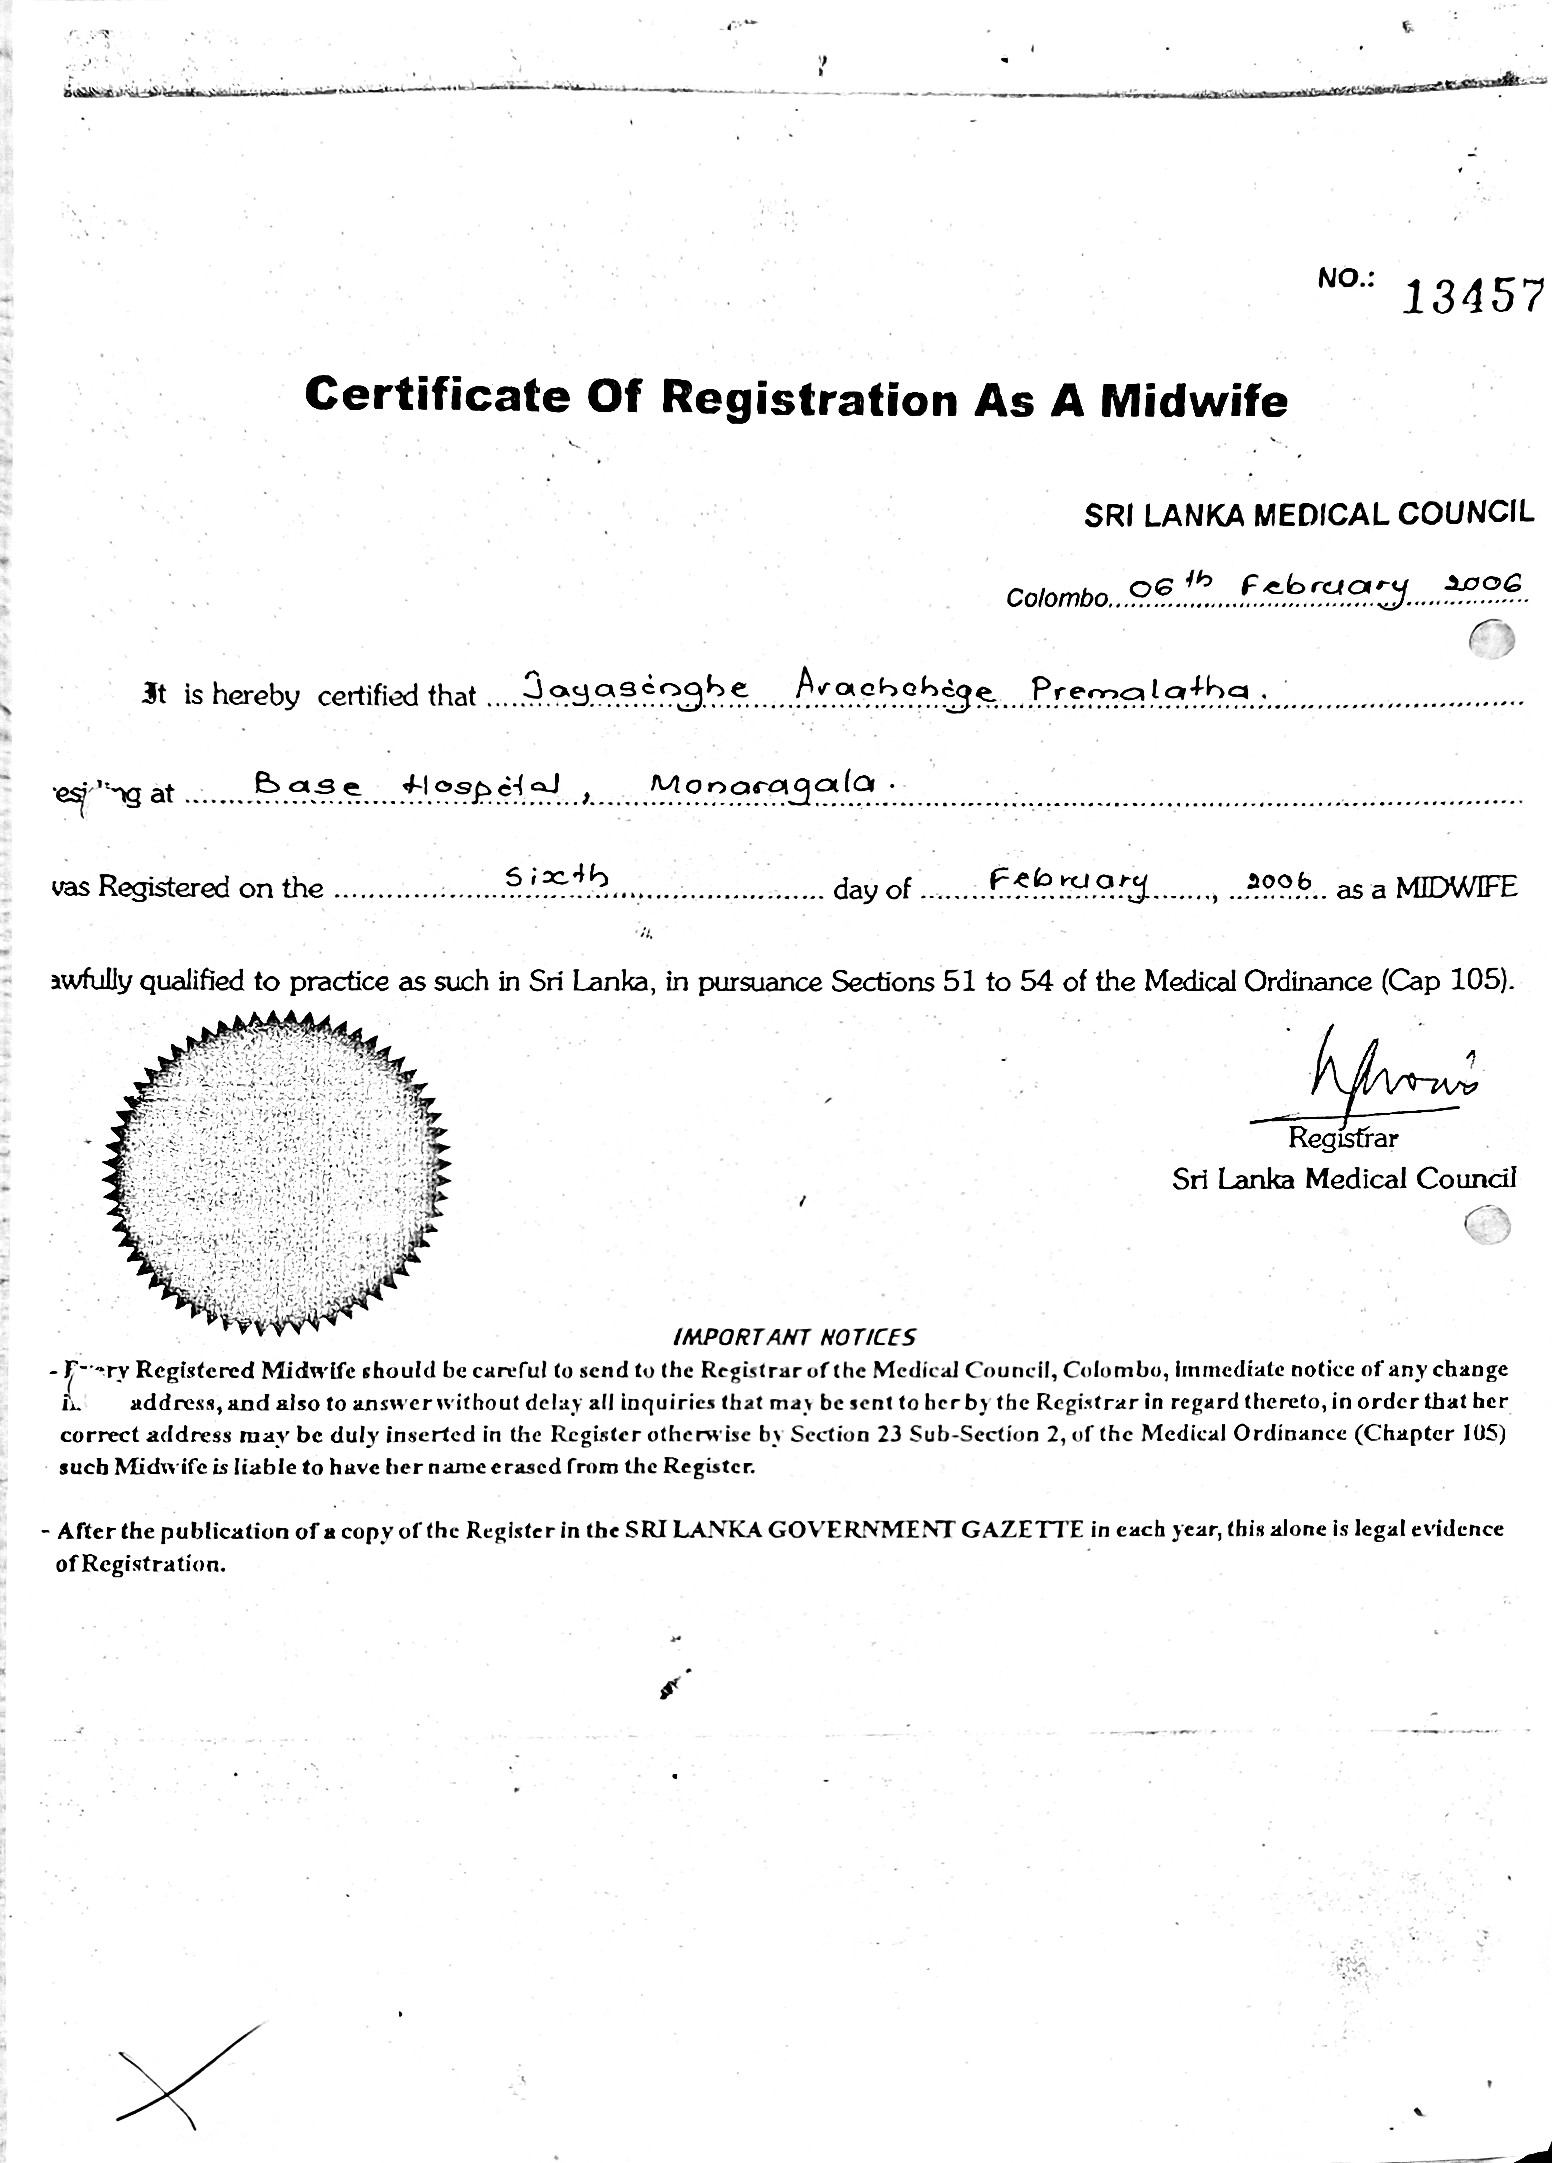 NO.: 13457
Certificate Of Registration As A Midwife
SRI LANKA MEDICAL COUNCIL
Colombo 06th February 2006
It is hereby certified that Jayasinghe Arachchige Premalatha.
at Base Hospital, Monaragala.
vas Registered on the Sixth day of February, 2006 as a MIDWIFE
awfully qualified to practice as such in Sri Lanka, in pursuance Sections 51 to 54 of the Medical Ordinance (Cap 105).
Registrar
Sri Lanka Medical Council
IMPORTANT NOTICES
- Every Registered Midwife should be careful to send to the Registrar of the Medical Council, Colombo, immediate notice of any change
address, and also to answer without delay all inquiries that may be sent to her by the Registrar in regard thereto, in order that her
correct address may be duly inserted in the Register otherwise by Section 23 Sub-Section 2, of the Medical Ordinance (Chapter 105)
such Midwife is liable to have her name erased from the Register.
- After the publication of a copy of the Register in the SRI LANKA GOVERNMENT GAZETTE in each year, this alone is legal evidence
of Registration.